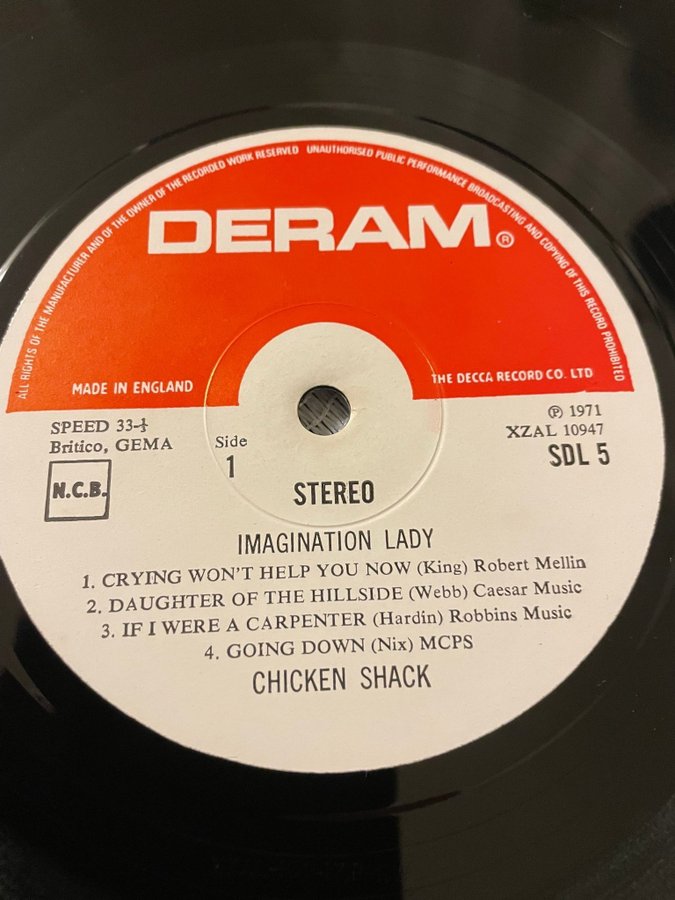 ALL RIGHTS OF THE MANUFACTURER AND OF THE OWNER OF THE RECORDED WORK RESERVED UNAUTHORISED PUBLIC PERFORMANCE BROADCASTING AND COPYING OF THIS RECORD PROHIBITED
DERAM®
MADE IN ENGLAND
THE DECCA RECORD CO. LTD
SPEED 33-⅓
Britico, GEMA
N.C.B.
Side
1
℗ 1971
XZAL 10947
SDL 5
STEREO
IMAGINATION LADY
1. CRYING WON'T HELP YOU NOW (King) Robert Mellin
2. DAUGHTER OF THE HILLSIDE (Webb) Caesar Music
3. IF I WERE A CARPENTER (Hardin) Robbins Music
4. GOING DOWN (Nix) MCPS
CHICKEN SHACK